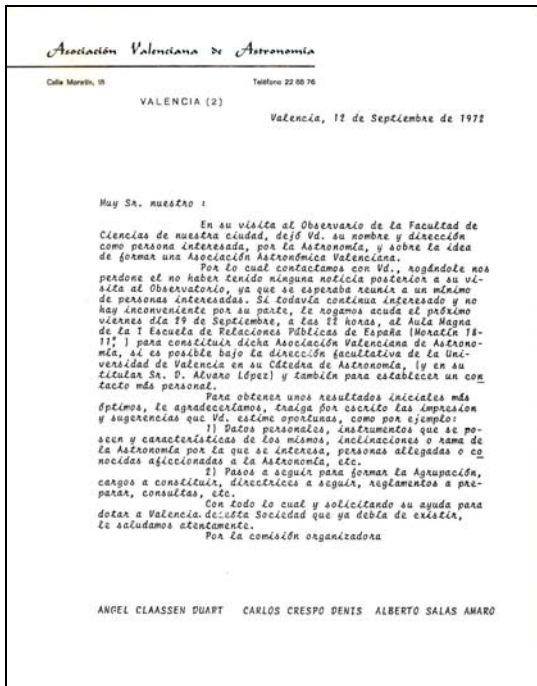 Asociación Valenciana de Astronomía
Calle Moratín, 18 Teléfono 22 88 76
VALENCIA (2)
Valencia, 12 de Septiembre de 1972
Muy Sr. nuestro :
En su visita al Observario de la Facultad de
Ciencias de nuestra ciudad, dejó Vd. su nombre y dirección
como persona interesada, por la Astronomía, y sobre la idea
de formar una Asociación Astronómica Valenciana.
Por lo cual contactamos con Vd., rogándole nos
perdone el no haber tenido ninguna noticia posterior a su vi-
sita al Observatorio, ya que se esperaba reunir a un mínimo
de personas interesadas. Si todavía continua interesado y no
hay inconveniente por su parte, le rogamos acuda el próximo
viernes día 29 de Septiembre, a las 22 horas, al Aula Magna
de la I Escuela de Relaciones Públicas de España (Moratín 18-
11ª, ) para constituir dicha Asociación Valenciana de Astrono-
mía, si es posible bajo la dirección facultativa de la Uni-
versidad de Valencia en su Cátedra de Astronomía, (y en su
titular Sr. D. Alvaro López) y también para establecer un con
tacto más personal.
Para obtener unos resultados iniciales más
óptimos, le agradeceríamos, traiga por escrito las impresion
y sugerencias que Vd. estime oportunas, como por ejemplo:
1) Datos personales, instrumentos que se po-
seen y características de los mismos, inclinaciones o rama de
la Astronomía por la que se interesa, personas allegadas o co
nocidas aficcionadas a la Astronomía, etc.
2) Pasos a seguir para formar la Agrupación,
cargos a constituir, directrices a seguir, reglamentos a pre-
parar, consultas, etc.
Con todo lo cual y solicitando su ayuda para
dotar a Valencia de esta Sociedad que ya debía de existir,
le saludamos atentamente.
Por la comisión organizadora
ANGEL CLAASSEN DUART CARLOS CRESPO DENIS ALBERTO SALAS AMARO